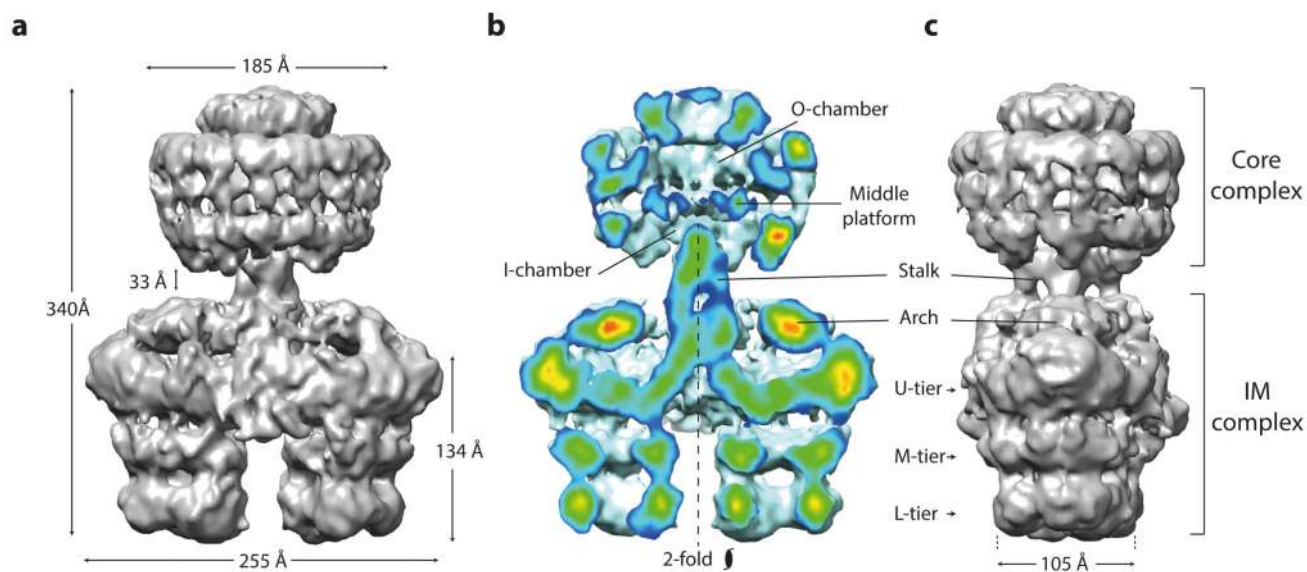 a
185 Å
33 Å
340Å
134 Å
255 Å
b
O-chamber
Middle
platform
I-chamber
Stalk
Arch
U-tier
M-tier
L-tier
2-fold
c
Core
complex
IM
complex
105 Å